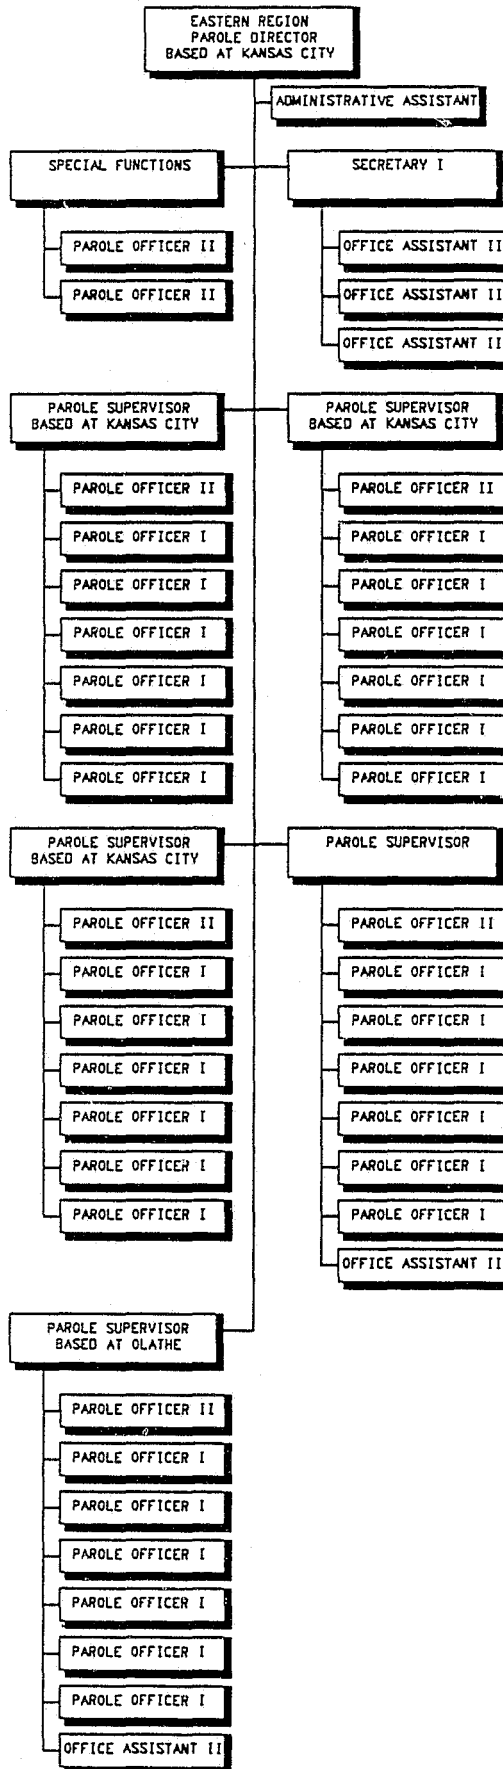 EASTERN REGION
PAROLE DIRECTOR
BASED AT KANSAS CITY
ADMINISTRATIVE ASSISTANT
SPECIAL FUNCTIONS
PAROLE OFFICER II
PAROLE OFFICER II
SECRETARY I
OFFICE ASSISTANT II
OFFICE ASSISTANT II
OFFICE ASSISTANT II
PAROLE SUPERVISOR
BASED AT KANSAS CITY
PAROLE OFFICER II
PAROLE OFFICER I
PAROLE OFFICER I
PAROLE OFFICER I
PAROLE OFFICER I
PAROLE OFFICER I
PAROLE OFFICER I
PAROLE SUPERVISOR
BASED AT KANSAS CITY
PAROLE OFFICER II
PAROLE OFFICER I
PAROLE OFFICER I
PAROLE OFFICER I
PAROLE OFFICER I
PAROLE OFFICER I
PAROLE OFFICER I
PAROLE SUPERVISOR
BASED AT KANSAS CITY
PAROLE OFFICER II
PAROLE OFFICER I
PAROLE OFFICER I
PAROLE OFFICER I
PAROLE OFFICER I
PAROLE OFFICER I
PAROLE OFFICER I
PAROLE SUPERVISOR
PAROLE OFFICER II
PAROLE OFFICER I
PAROLE OFFICER I
PAROLE OFFICER I
PAROLE OFFICER I
PAROLE OFFICER I
PAROLE OFFICER I
OFFICE ASSISTANT II
PAROLE SUPERVISOR
BASED AT OLATHE
PAROLE OFFICER II
PAROLE OFFICER I
PAROLE OFFICER I
PAROLE OFFICER I
PAROLE OFFICER I
PAROLE OFFICER I
PAROLE OFFICER I
OFFICE ASSISTANT II